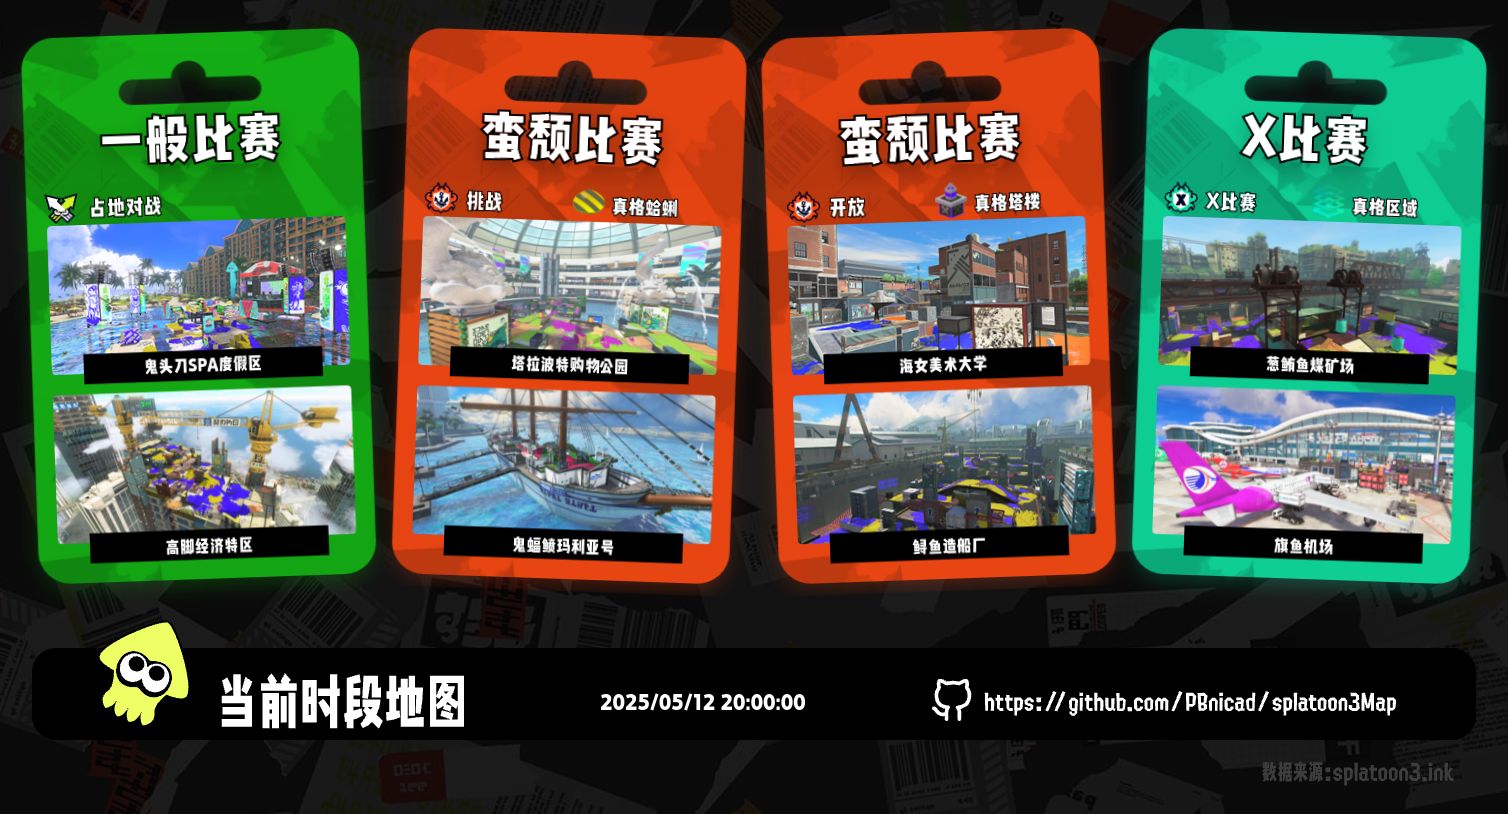 一般比赛
占地对战
鬼头刀SPA度假区
高脚经济特区
蛮颓比赛
挑战
真格蛤蜊
塔拉波特购物公园
鬼蝠鲼玛利亚号
蛮颓比赛
开放
真格塔楼
海女美术大学
鲟鱼造船厂
X比赛
X比赛
真格区域
葱鲔鱼煤矿场
旗鱼机场
当前时段地图
2025/05/12 20:00:00
https://github.com/PBnicad/splatoon3Map
数据来源:splatoon3.ink